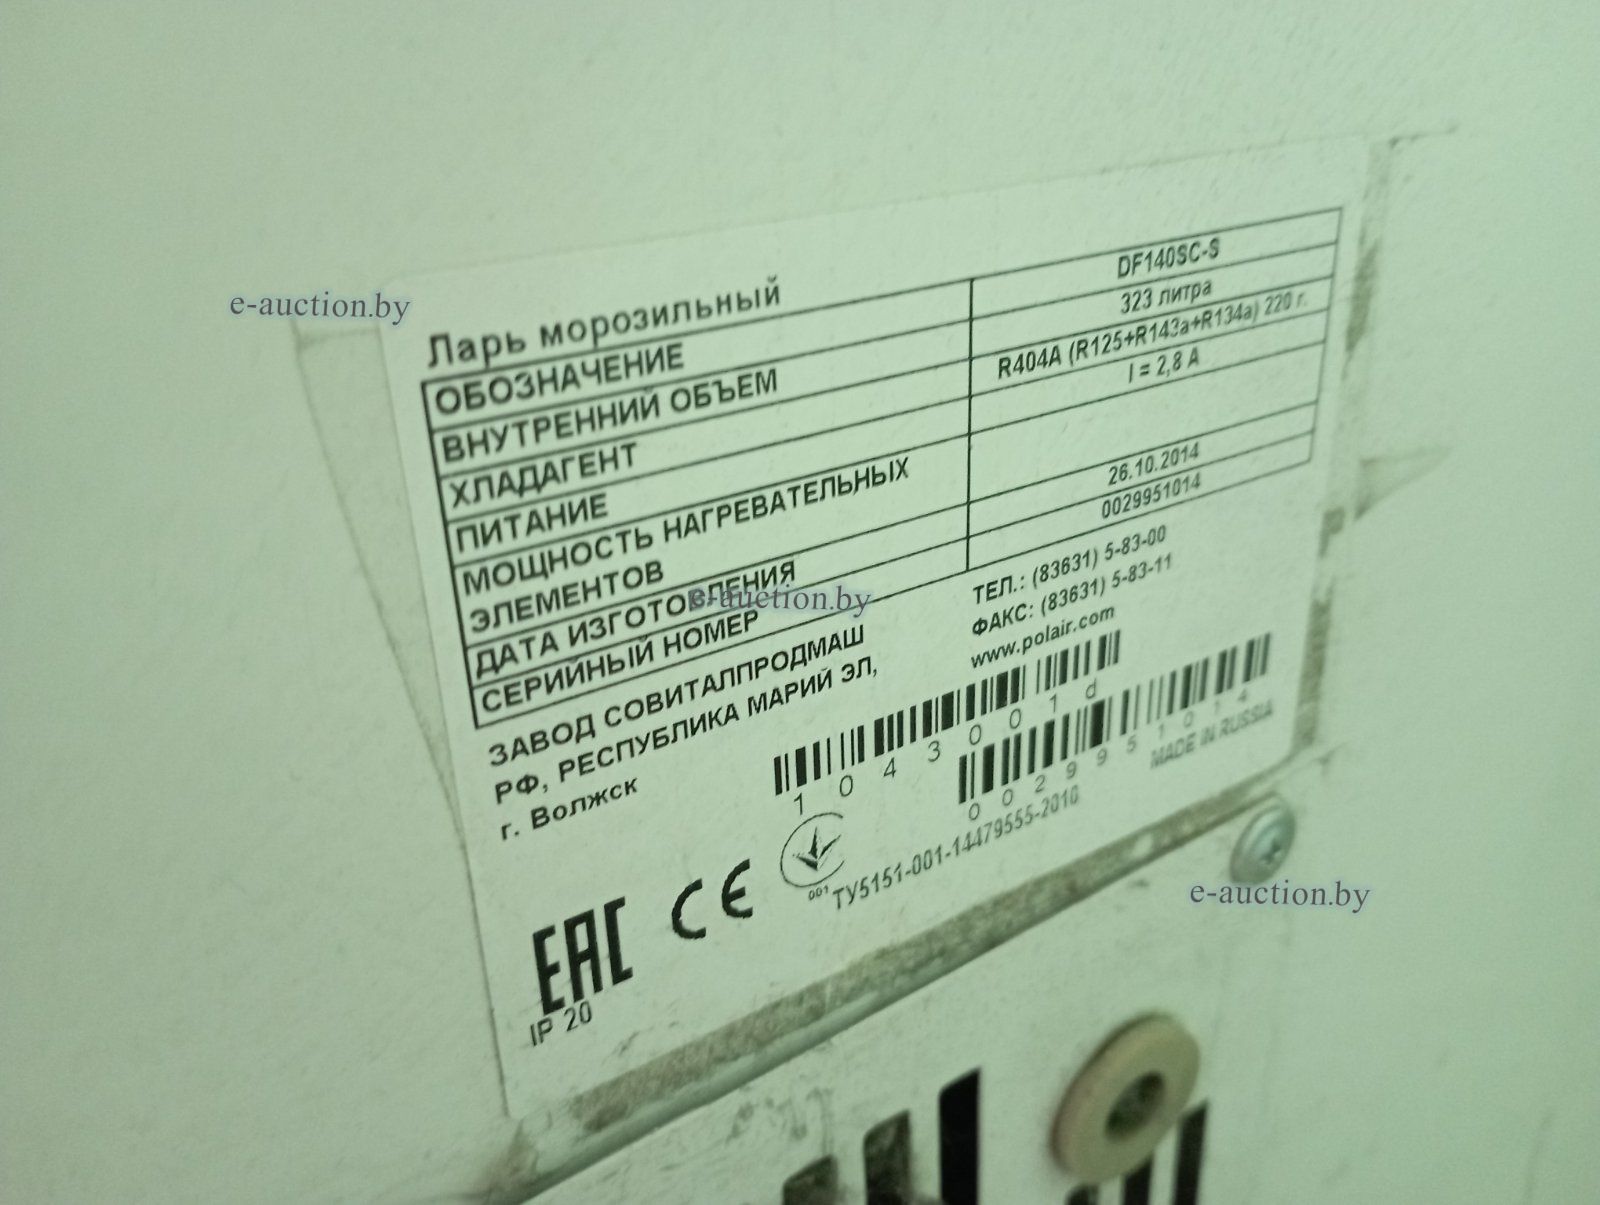 Ларь морозильный
ОБОЗНАЧЕНИЕ DF140SC-S
ВНУТРЕННИЙ ОБЪЕМ 323 литра
ХЛАДАГЕНТ R404A (R125+R143a+R134a) 220 г.
ПИТАНИЕ I = 2,8 А
МОЩНОСТЬ НАГРЕВАТЕЛЬНЫХ
ЭЛЕМЕНТОВ
ДАТА ИЗГОТОВЛЕНИЯ 26.10.2014
СЕРИЙНЫЙ НОМЕР 0029951014
ЗАВОД СОВИТАЛПРОДМАШ
РФ, РЕСПУБЛИКА МАРИЙ ЭЛ,
г. Волжск
ТЕЛ.: (83631) 5-83-00
ФАКС: (83631) 5-83-11
www.polair.com
1043001d
0029951014
MADE IN RUSSIA
001
ТУ5151-001-14479555-2010
EAC CE
IP 20
e-auction.by
e-auction.by
e-auction.by